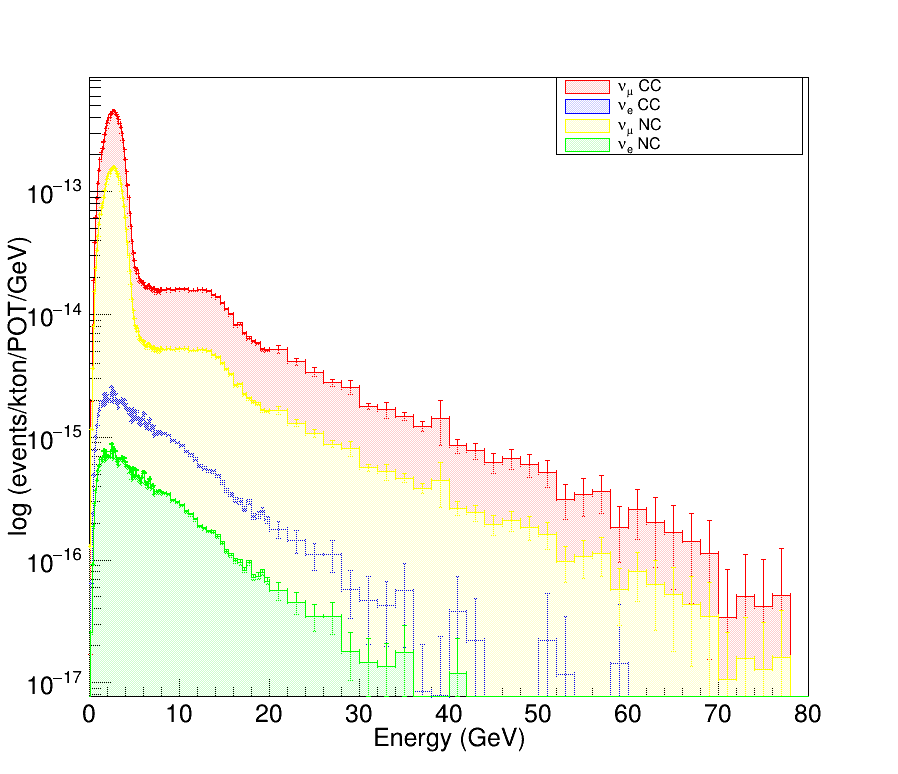 ν_μ CC
ν_e CC
ν_μ NC
ν_e NC
log (events/kton/POT/GeV)
10⁻¹³
10⁻¹⁴
10⁻¹⁵
10⁻¹⁶
10⁻¹⁷
0 10 20 30 40 50 60 70 80
Energy (GeV)